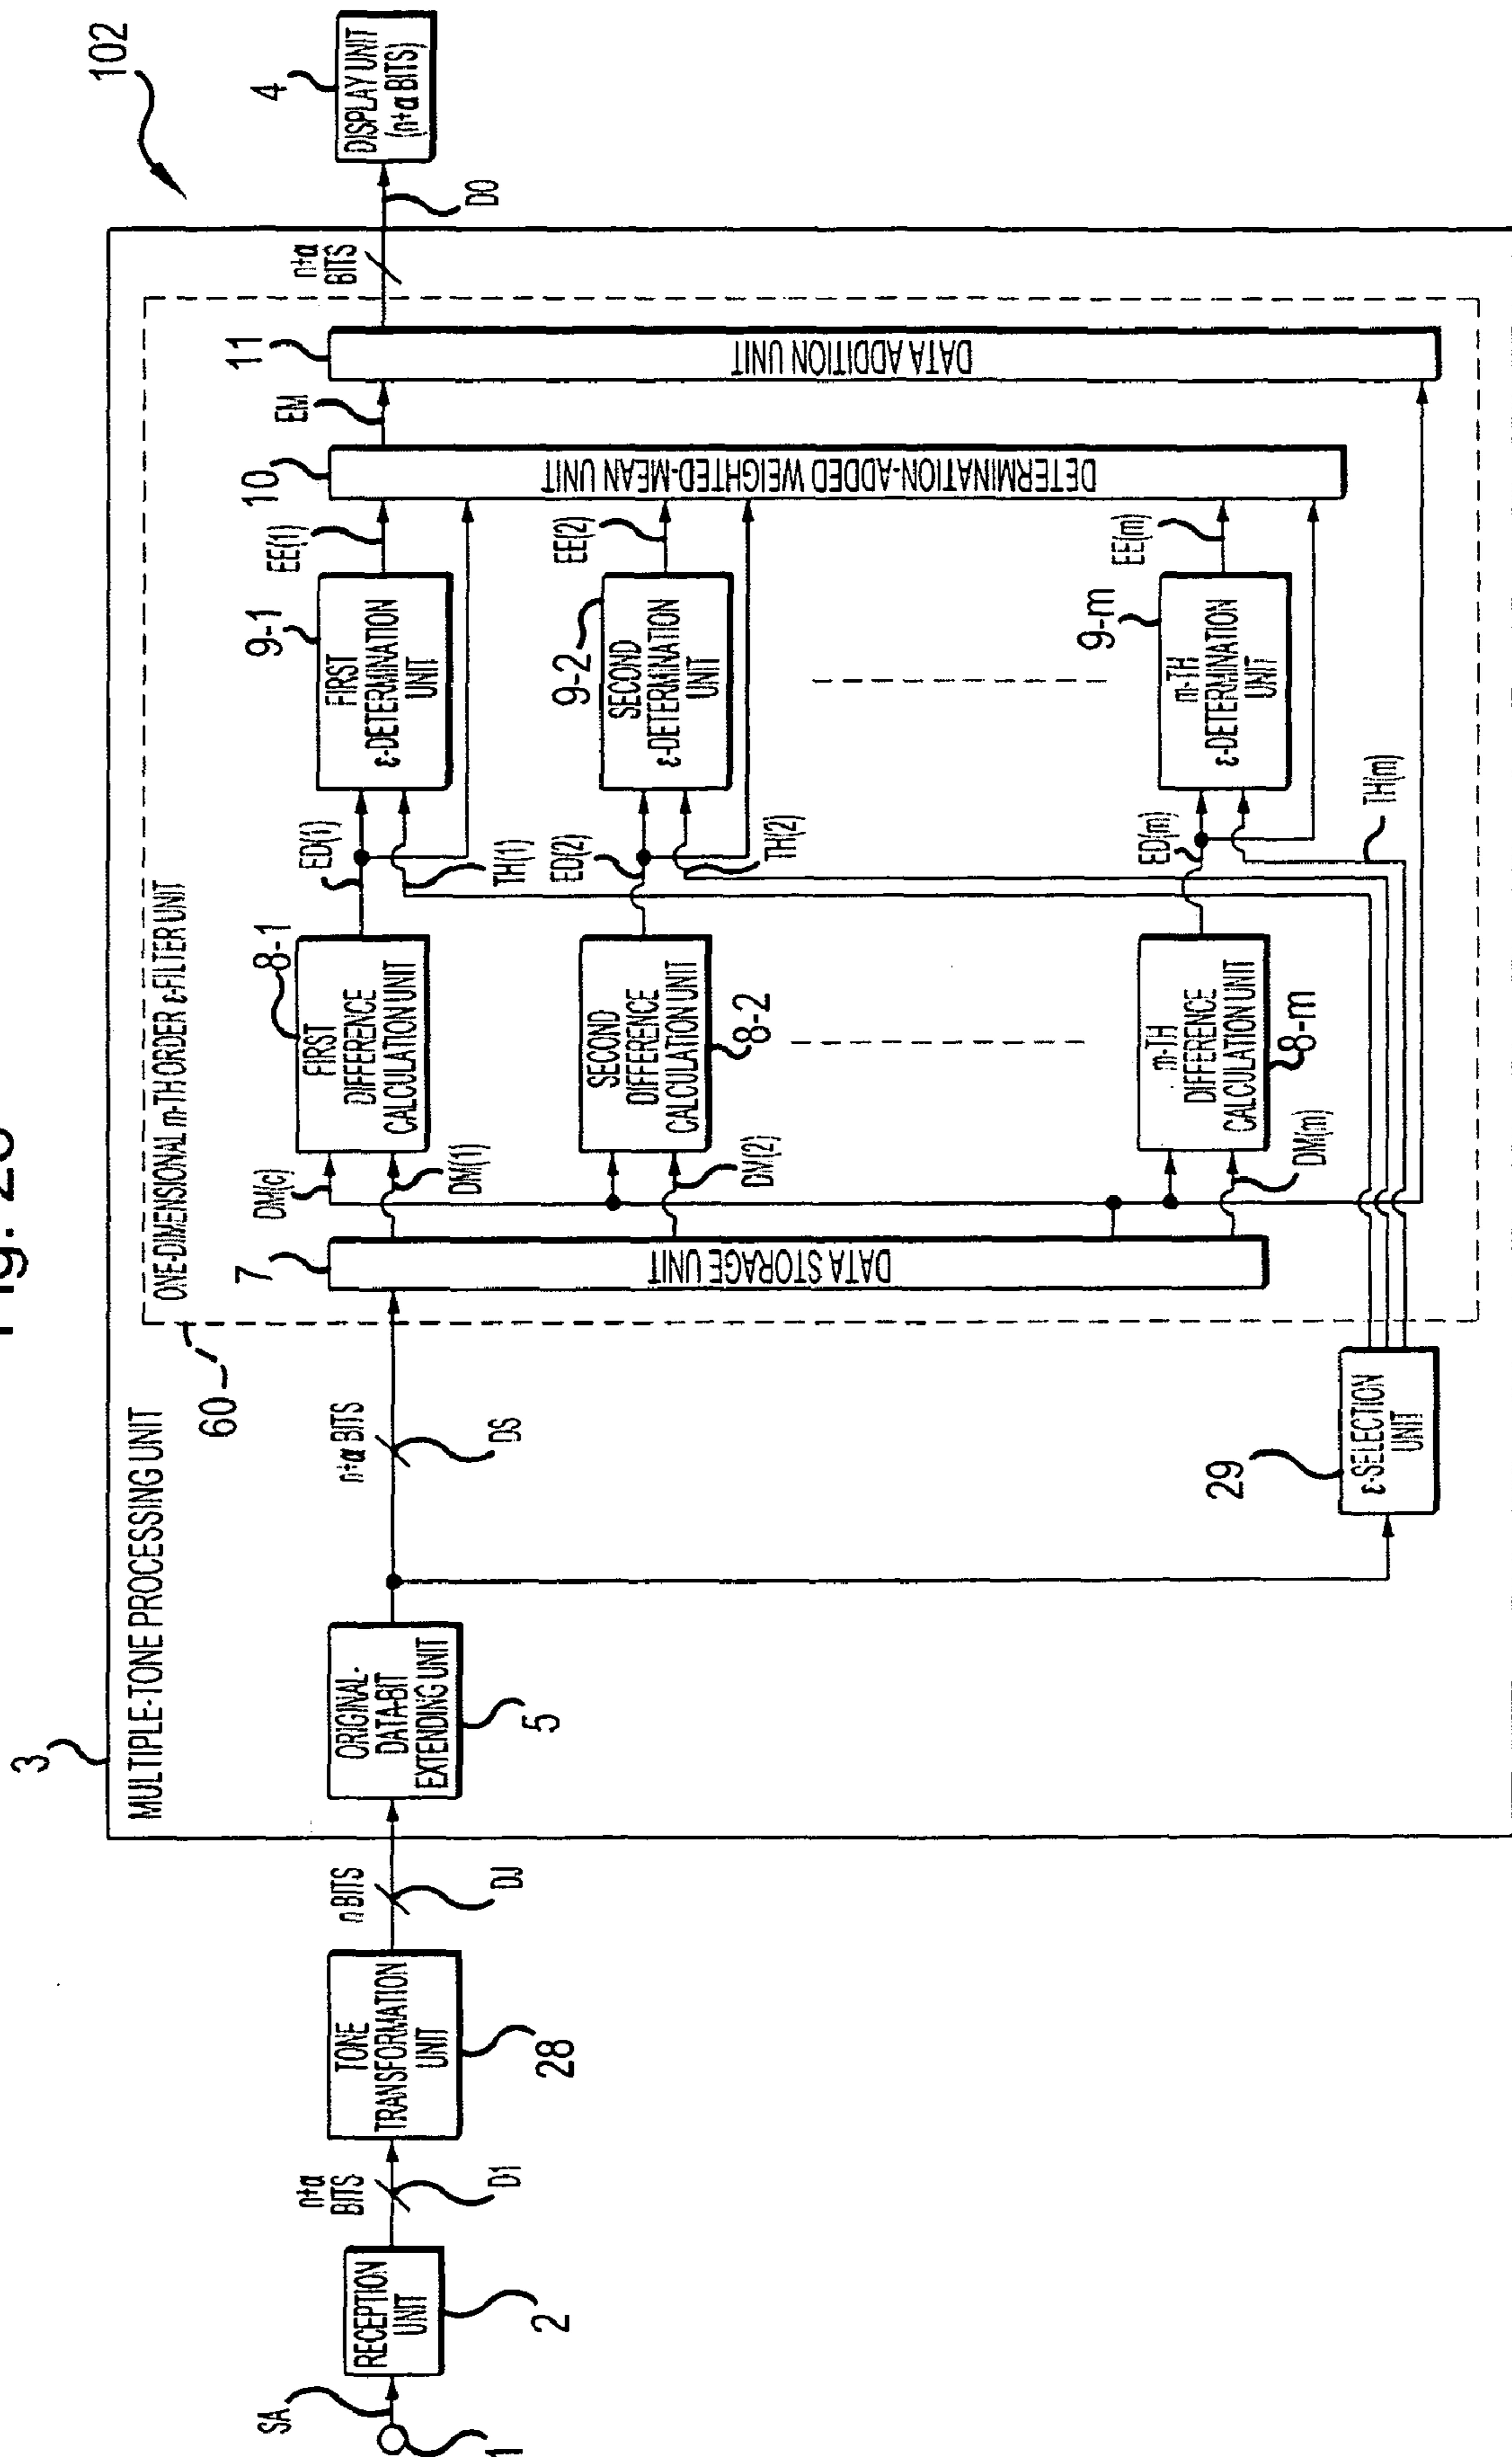 102
3
MULTIPLE-TONE PROCESSING UNIT
60
ONE-DIMENSIONAL m-TH ORDER ε-FILTER UNIT
1
SA
RECEPTION
UNIT
2
n+α
BITS
D1
TONE
TRANSFORMATION
UNIT
28
n BITS
DJ
ORIGINAL-
DATA-BIT
EXTENDING UNIT
5
n+α BITS
DS
ε-SELECTION
UNIT
29
7
DATA STORAGE UNIT
DM(c)
DM(1)
DM(2)
DM(m)
8-1
FIRST
DIFFERENCE
CALCULATION UNIT
SECOND
DIFFERENCE
CALCULATION UNIT
8-2
m-TH
DIFFERENCE
CALCULATION UNIT
8-m
ED(1)
TH(1)
ED(2)
TH(2)
ED(m)
TH(m)
9-1
FIRST
ε-DETERMINATION
UNIT
9-2
SECOND
ε-DETERMINATION
UNIT
9-m
m-TH
ε-DETERMINATION
UNIT
EE(1)
EE(2)
EE(m)
10
DETERMINATION-ADDED WEIGHTED-MEAN UNIT
EM
11
DATA ADDITION UNIT
n+α
BITS
DO
4
DISPLAY UNIT
(n+α BITS)